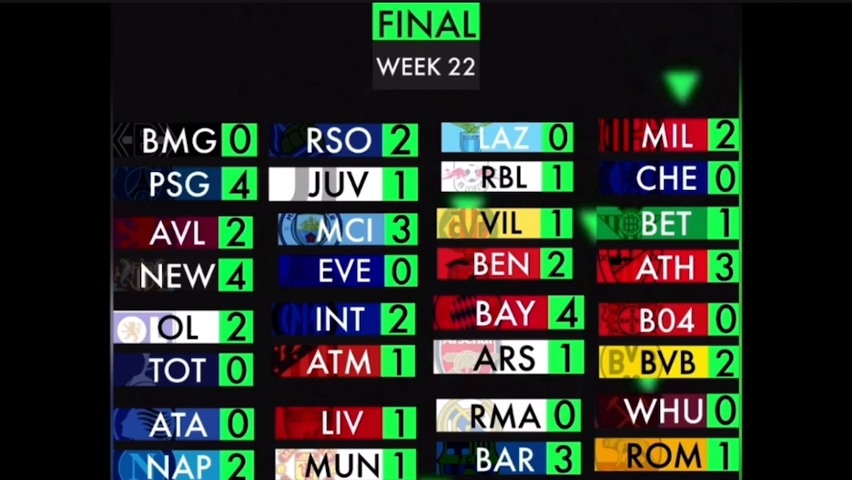 FINAL
WEEK 22
BMG 0 RSO 2 LAZ 0 MIL 2
PSG 4 JUV 1 RBL 1 CHE 0
AVL 2 MCI 3 VIL 1 BET 1
NEW 4 EVE 0 BEN 2 ATH 3
OL 2 INT 2 BAY 4 B04 0
TOT 0 ATM 1 ARS 1 BVB 2
ATA 0 LIV 1 RMA 0 WHU 0
NAP 2 MUN 1 BAR 3 ROM 1